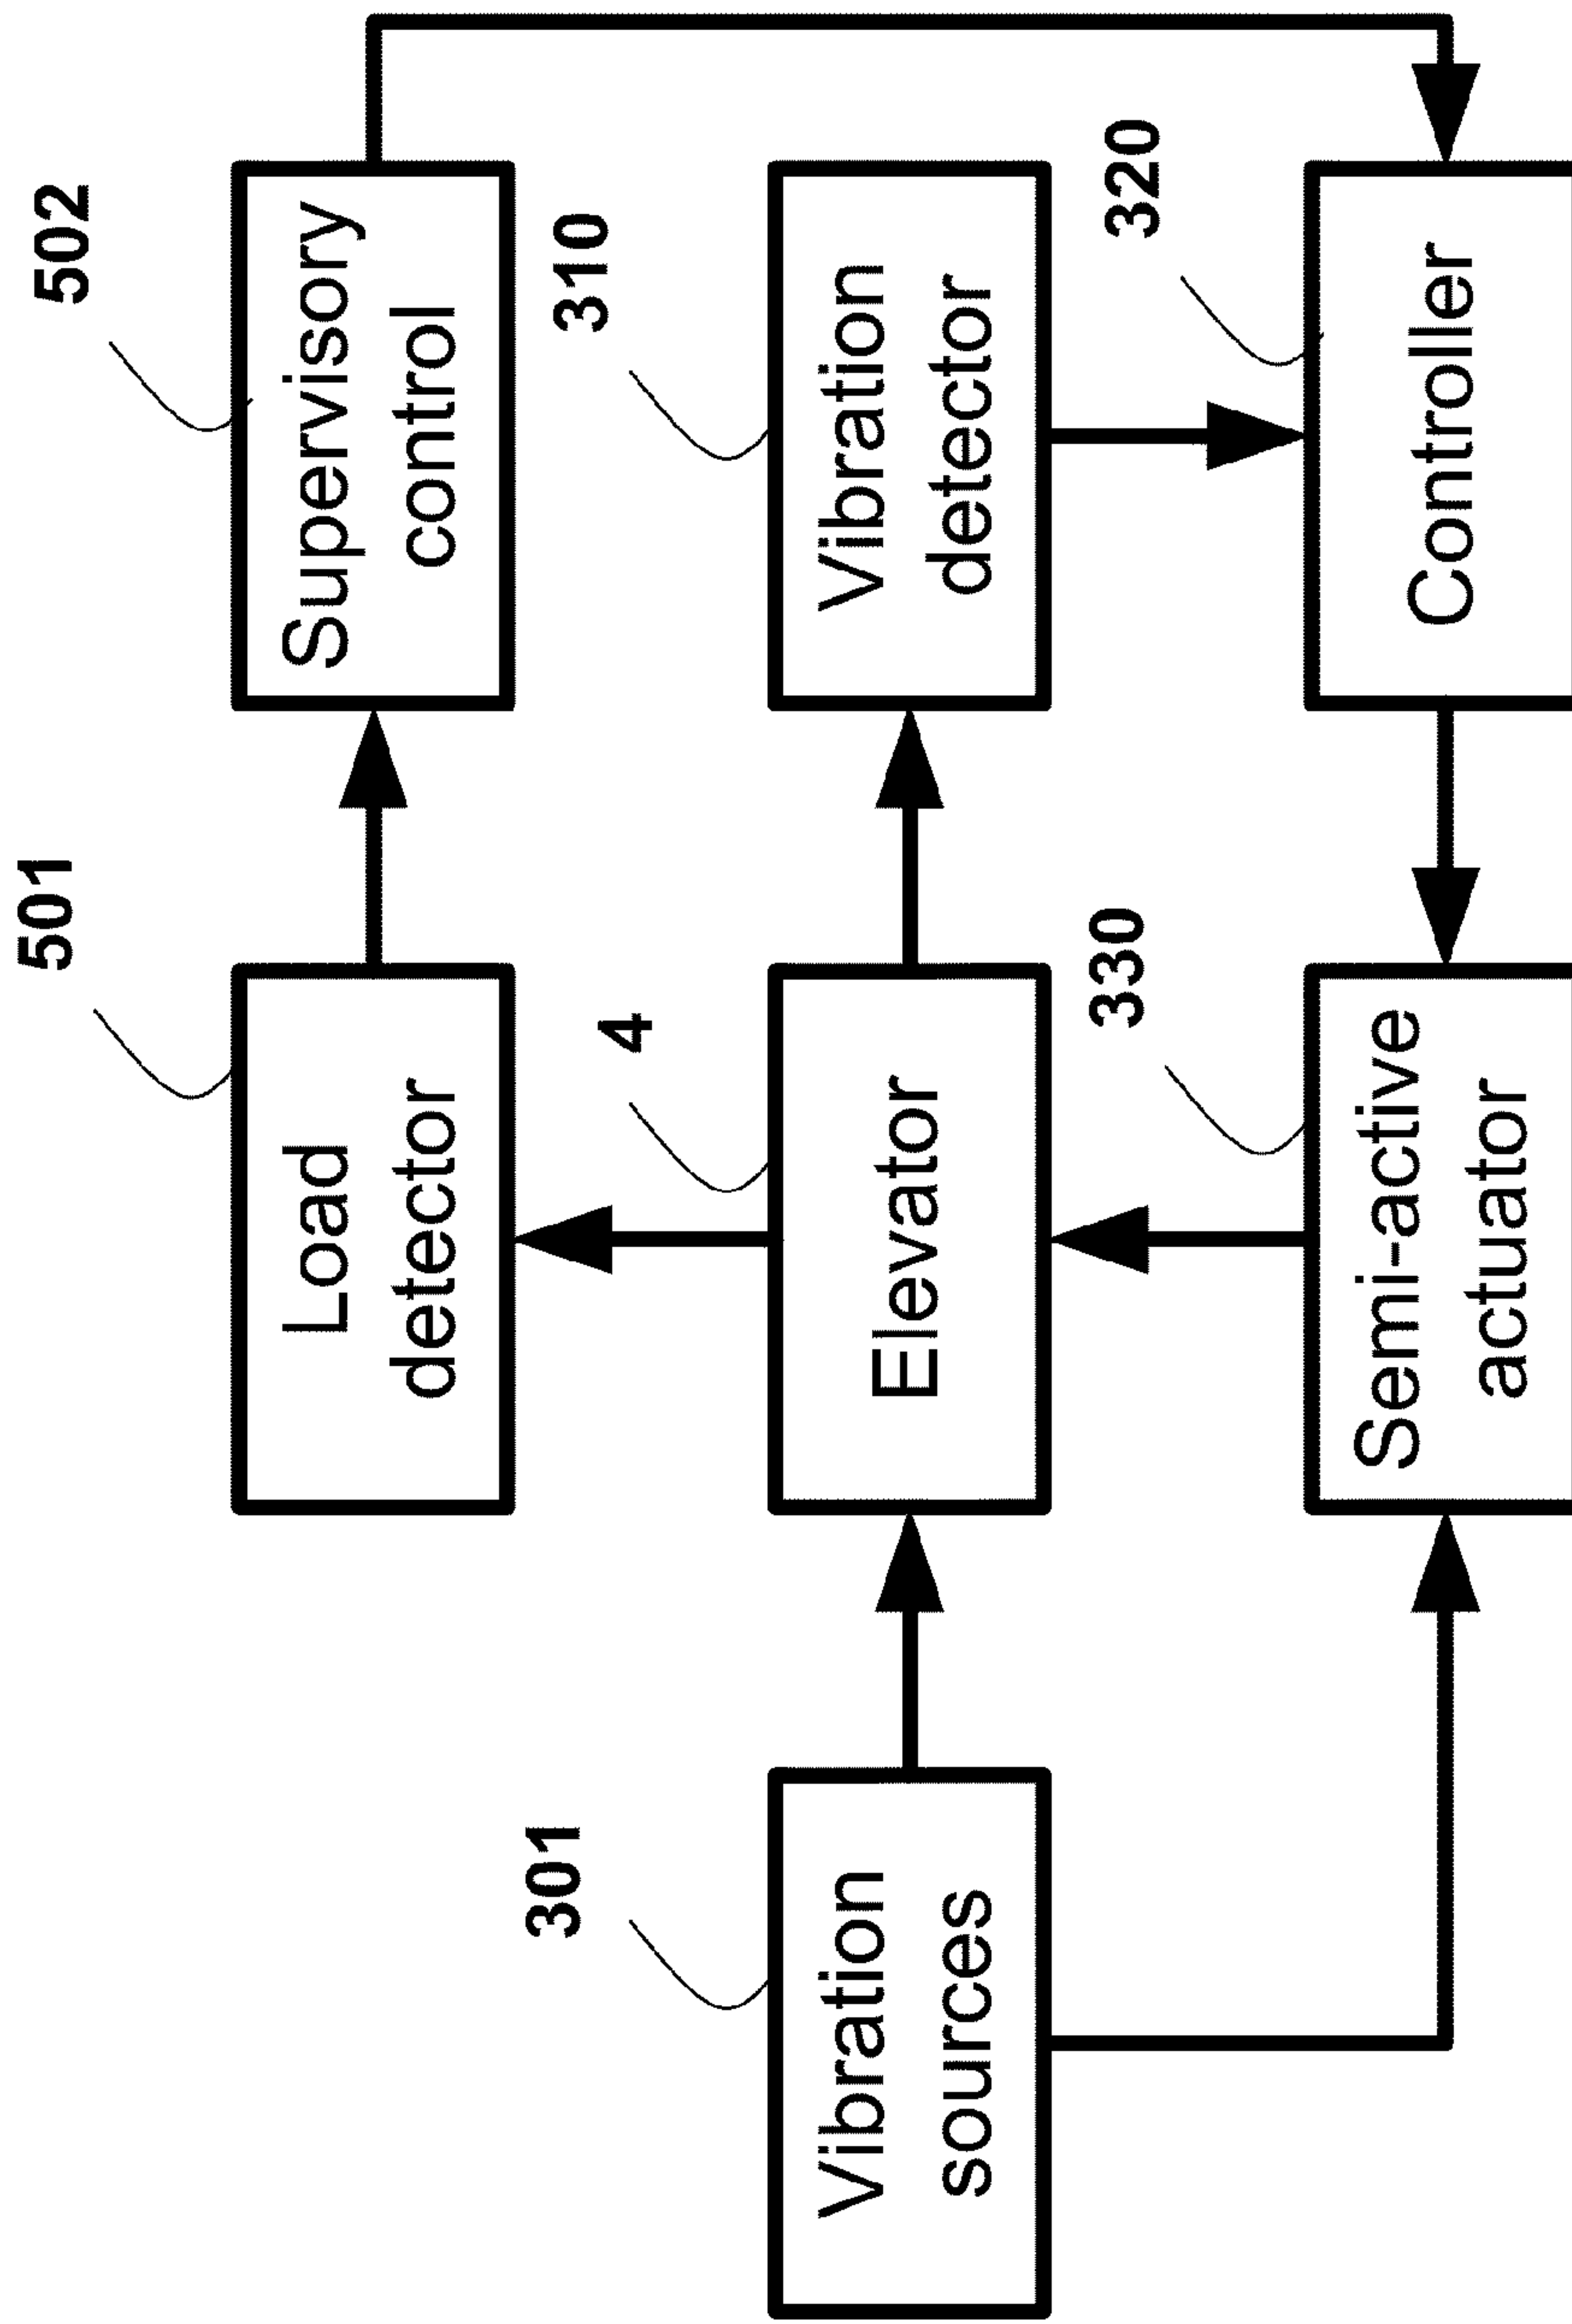 501
502
Load
detector
Supervisory
control
301
4
310
Vibration
sources
Elevator
Vibration
detector
330
320
Semi-active
actuator
Controller